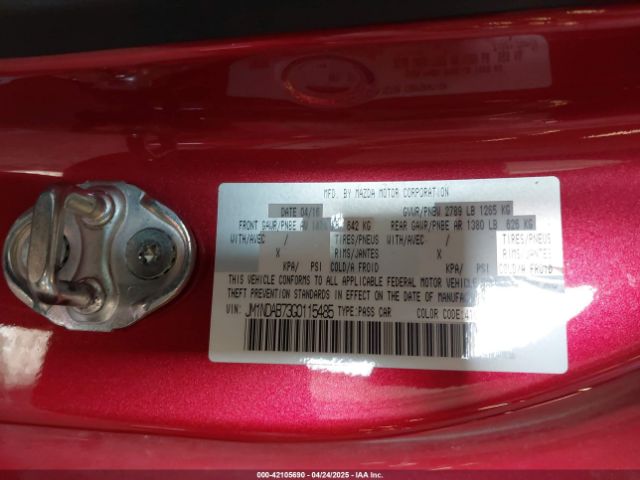 MFG. BY MAZDA MOTOR CORPORATION
DATE 04/16 GVWR/PNBV 2789 LB 1265 KG
FRONT GAWR/PNBE AV LB 642 KG REAR GAWR/PNBE AR 1380 LB 626 KG
WITH/AVEC / TIRES/PNEUS WITH/AVEC / TIRES/PNEUS
X RIMS/JANTES X RIMS/JANTES
KPA/ PSI COLD/A FROID KPA/ PSI COLD/A FROID
THIS VEHICLE CONFORMS TO ALL APPLICABLE FEDERAL MOTOR
THEFT PREVENTION STANDARDS IN EFFECT ON THE DATE OF
VIN: JM1NDAB73G0115485 TYPE: PASS CAR COLOR CODE:
000-42105690 - 04/24/2025 - IAAI, Inc.